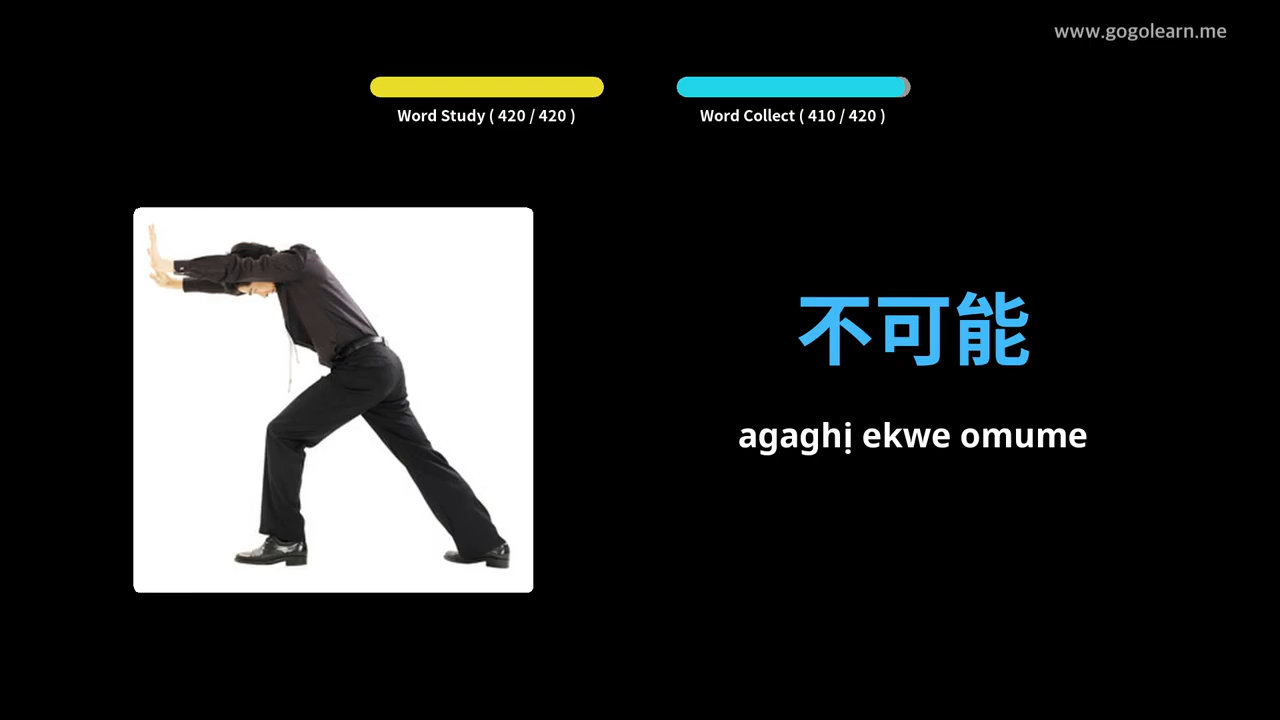 www.gogolearn.me
Word Study ( 420 / 420 )
Word Collect ( 410 / 420 )
不可能
agaghị ekwe omume